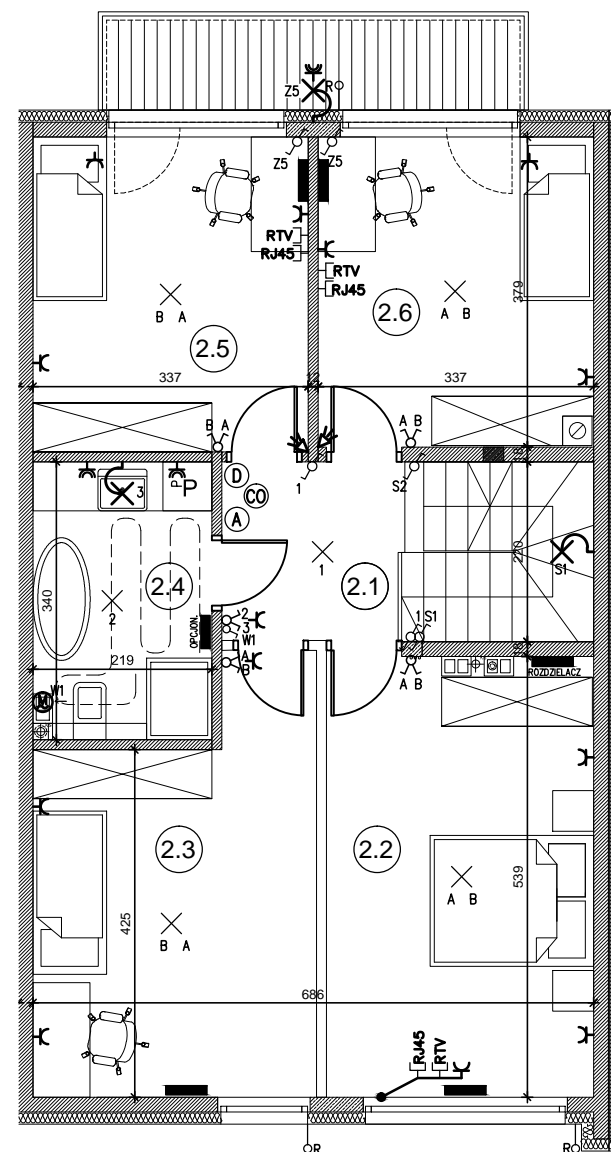 Z5
R
Z5
Z5
RTV
RJ45
RTV
RJ45
B A
A B
2.5
2.6
379
337
12
337
B A
A B
1
S2
18
D
CO
A
3
P
P
2.4
2
340
219
OPCJON.
2.1
1
S1
2
3
W1
A
B
1
S1
A B
18
ROZDZIELACZ
M
W1
2.3
2.2
A B
B A
425
539
686
RJ45
RTV
R
R